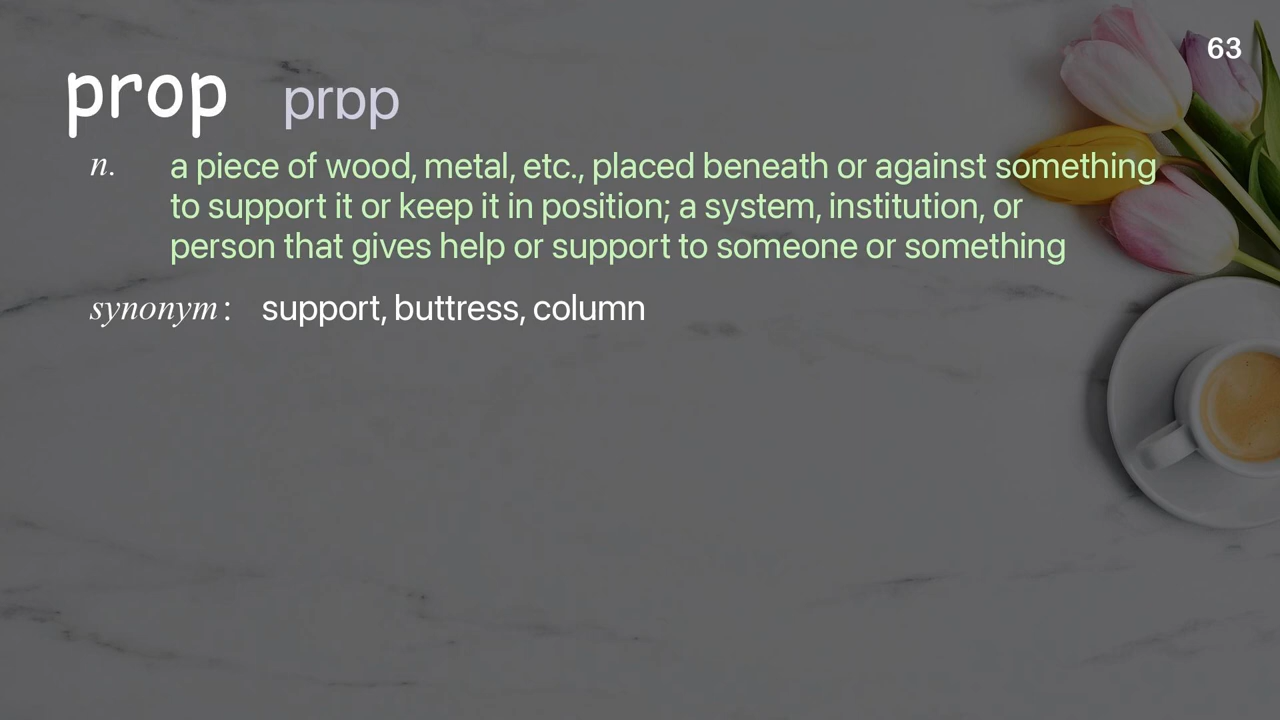 63
prop prɒp
n. a piece of wood, metal, etc., placed beneath or against something
to support it or keep it in position; a system, institution, or
person that gives help or support to someone or something
synonym: support, buttress, column